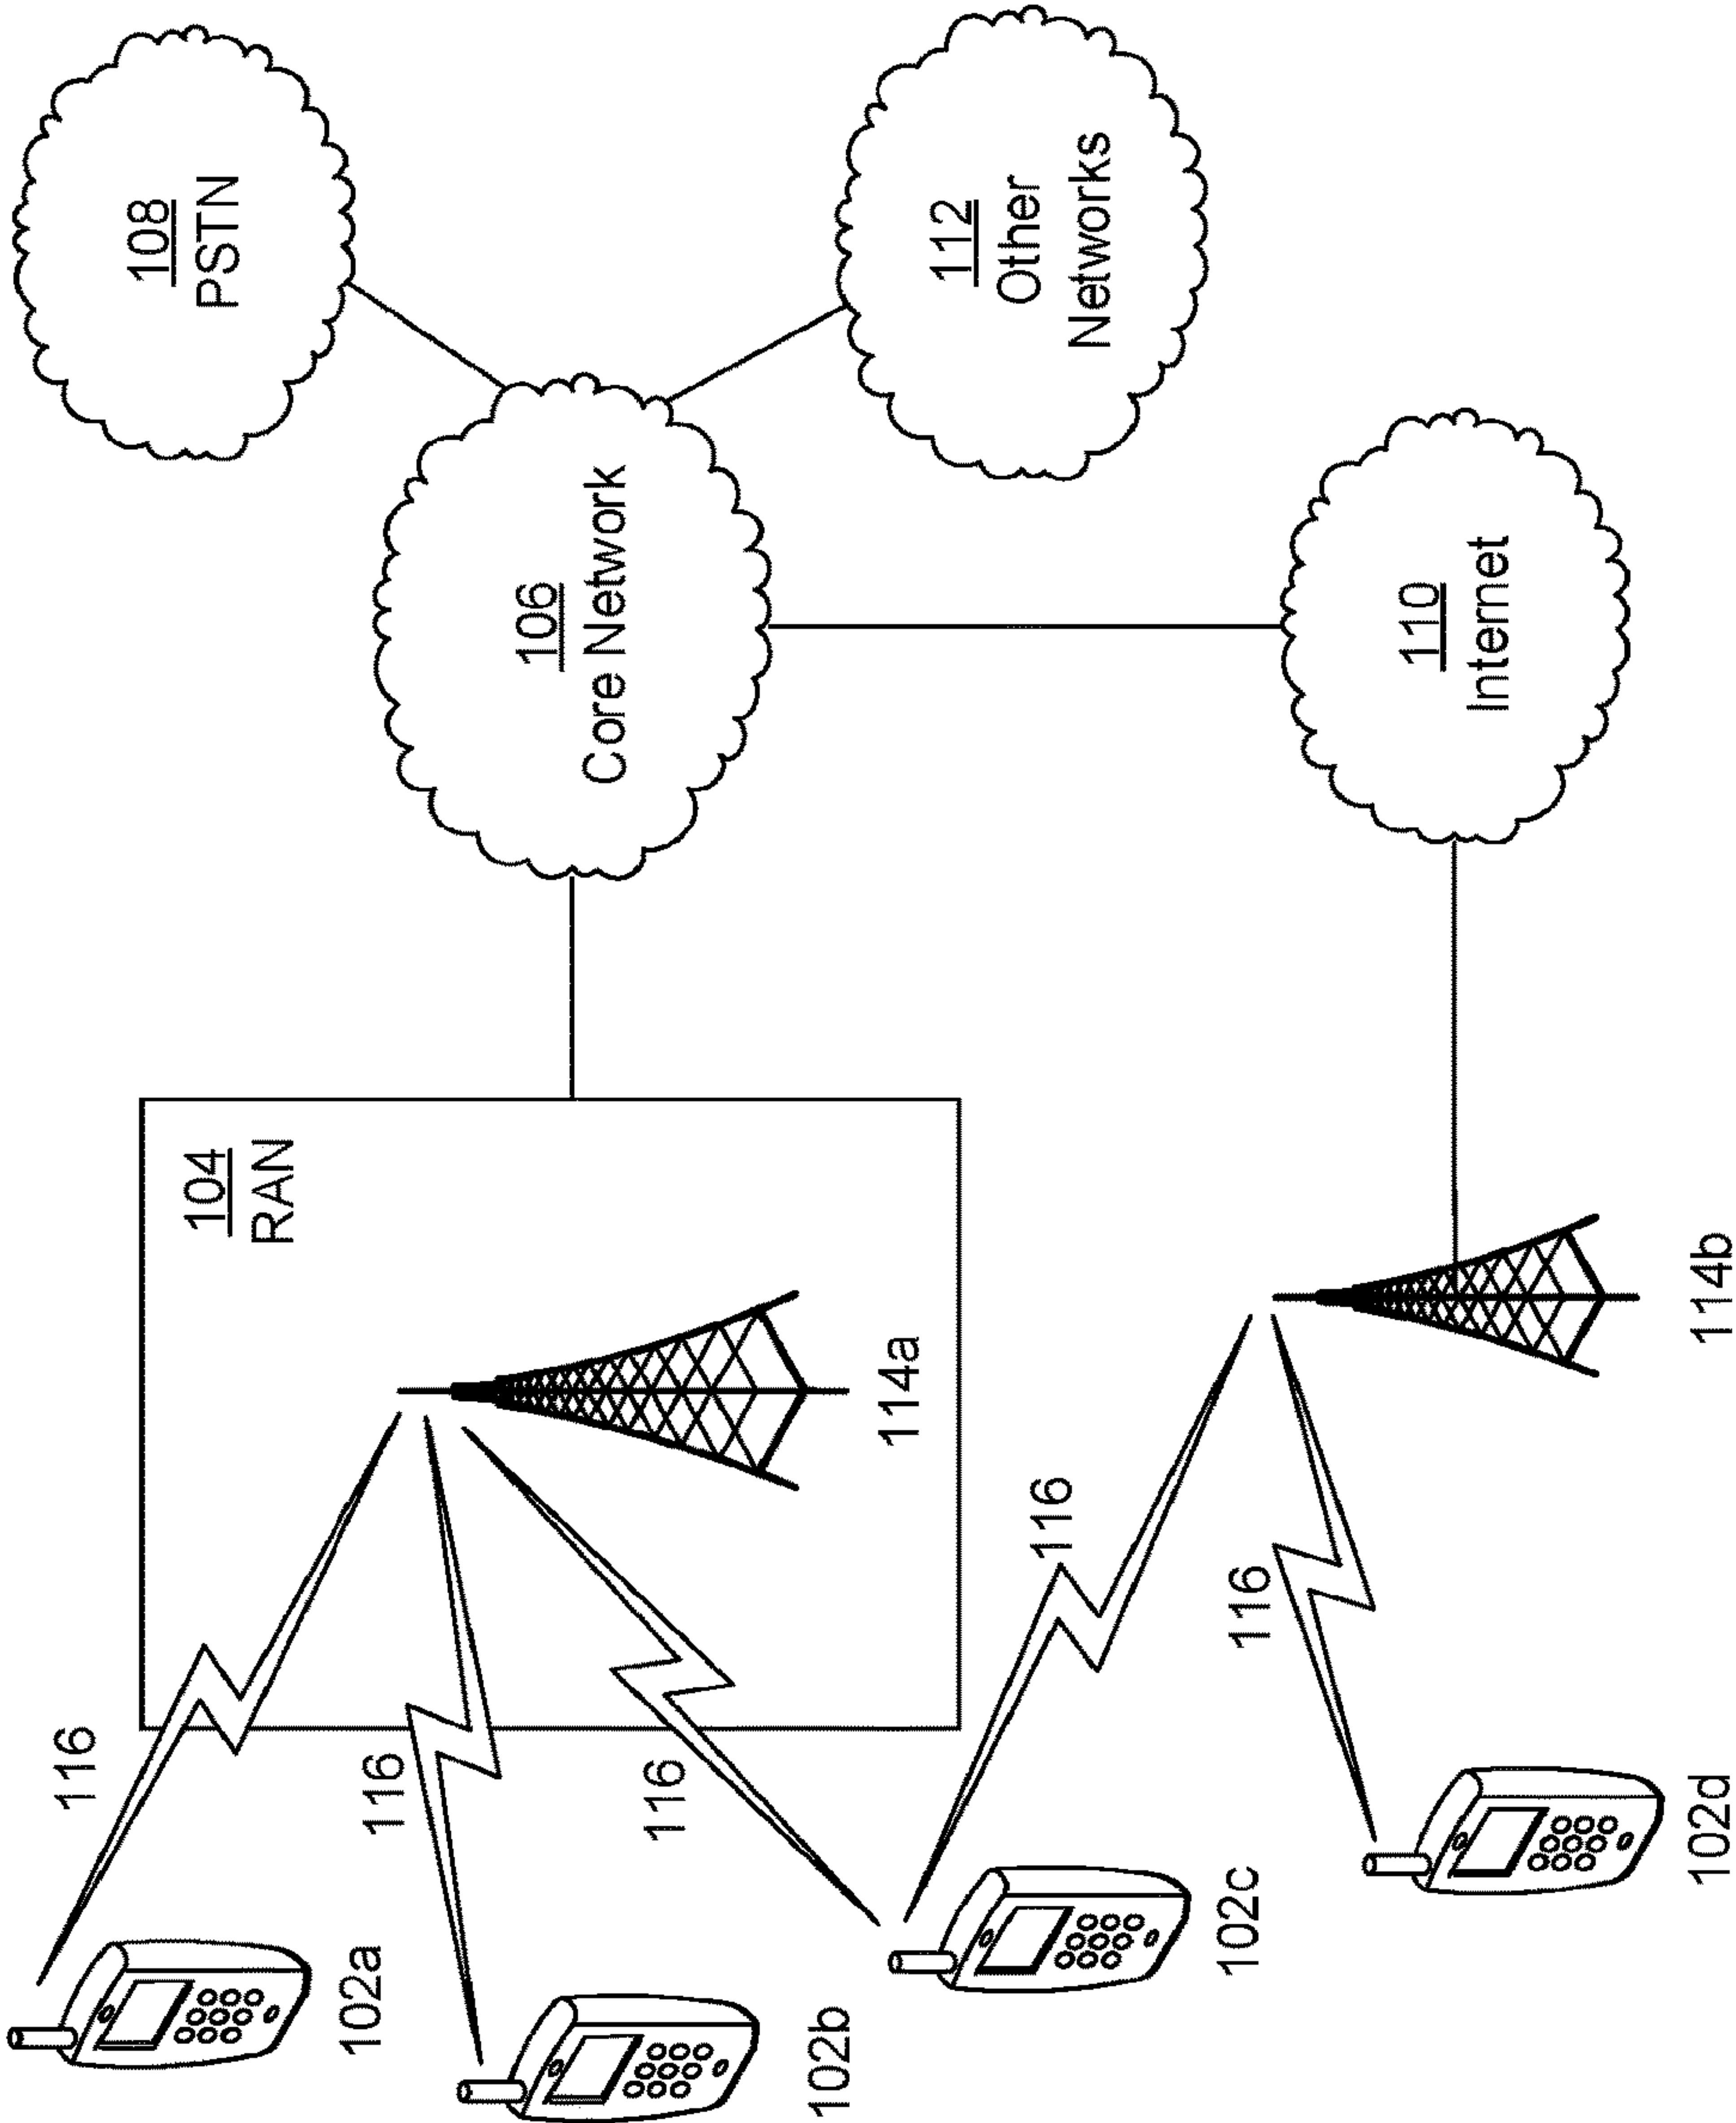 102a
116
104
RAN
108
PSTN
106
Core Network
102b
116
116
114a
112
Other
Networks
102c
116
116
110
Internet
102d
114b